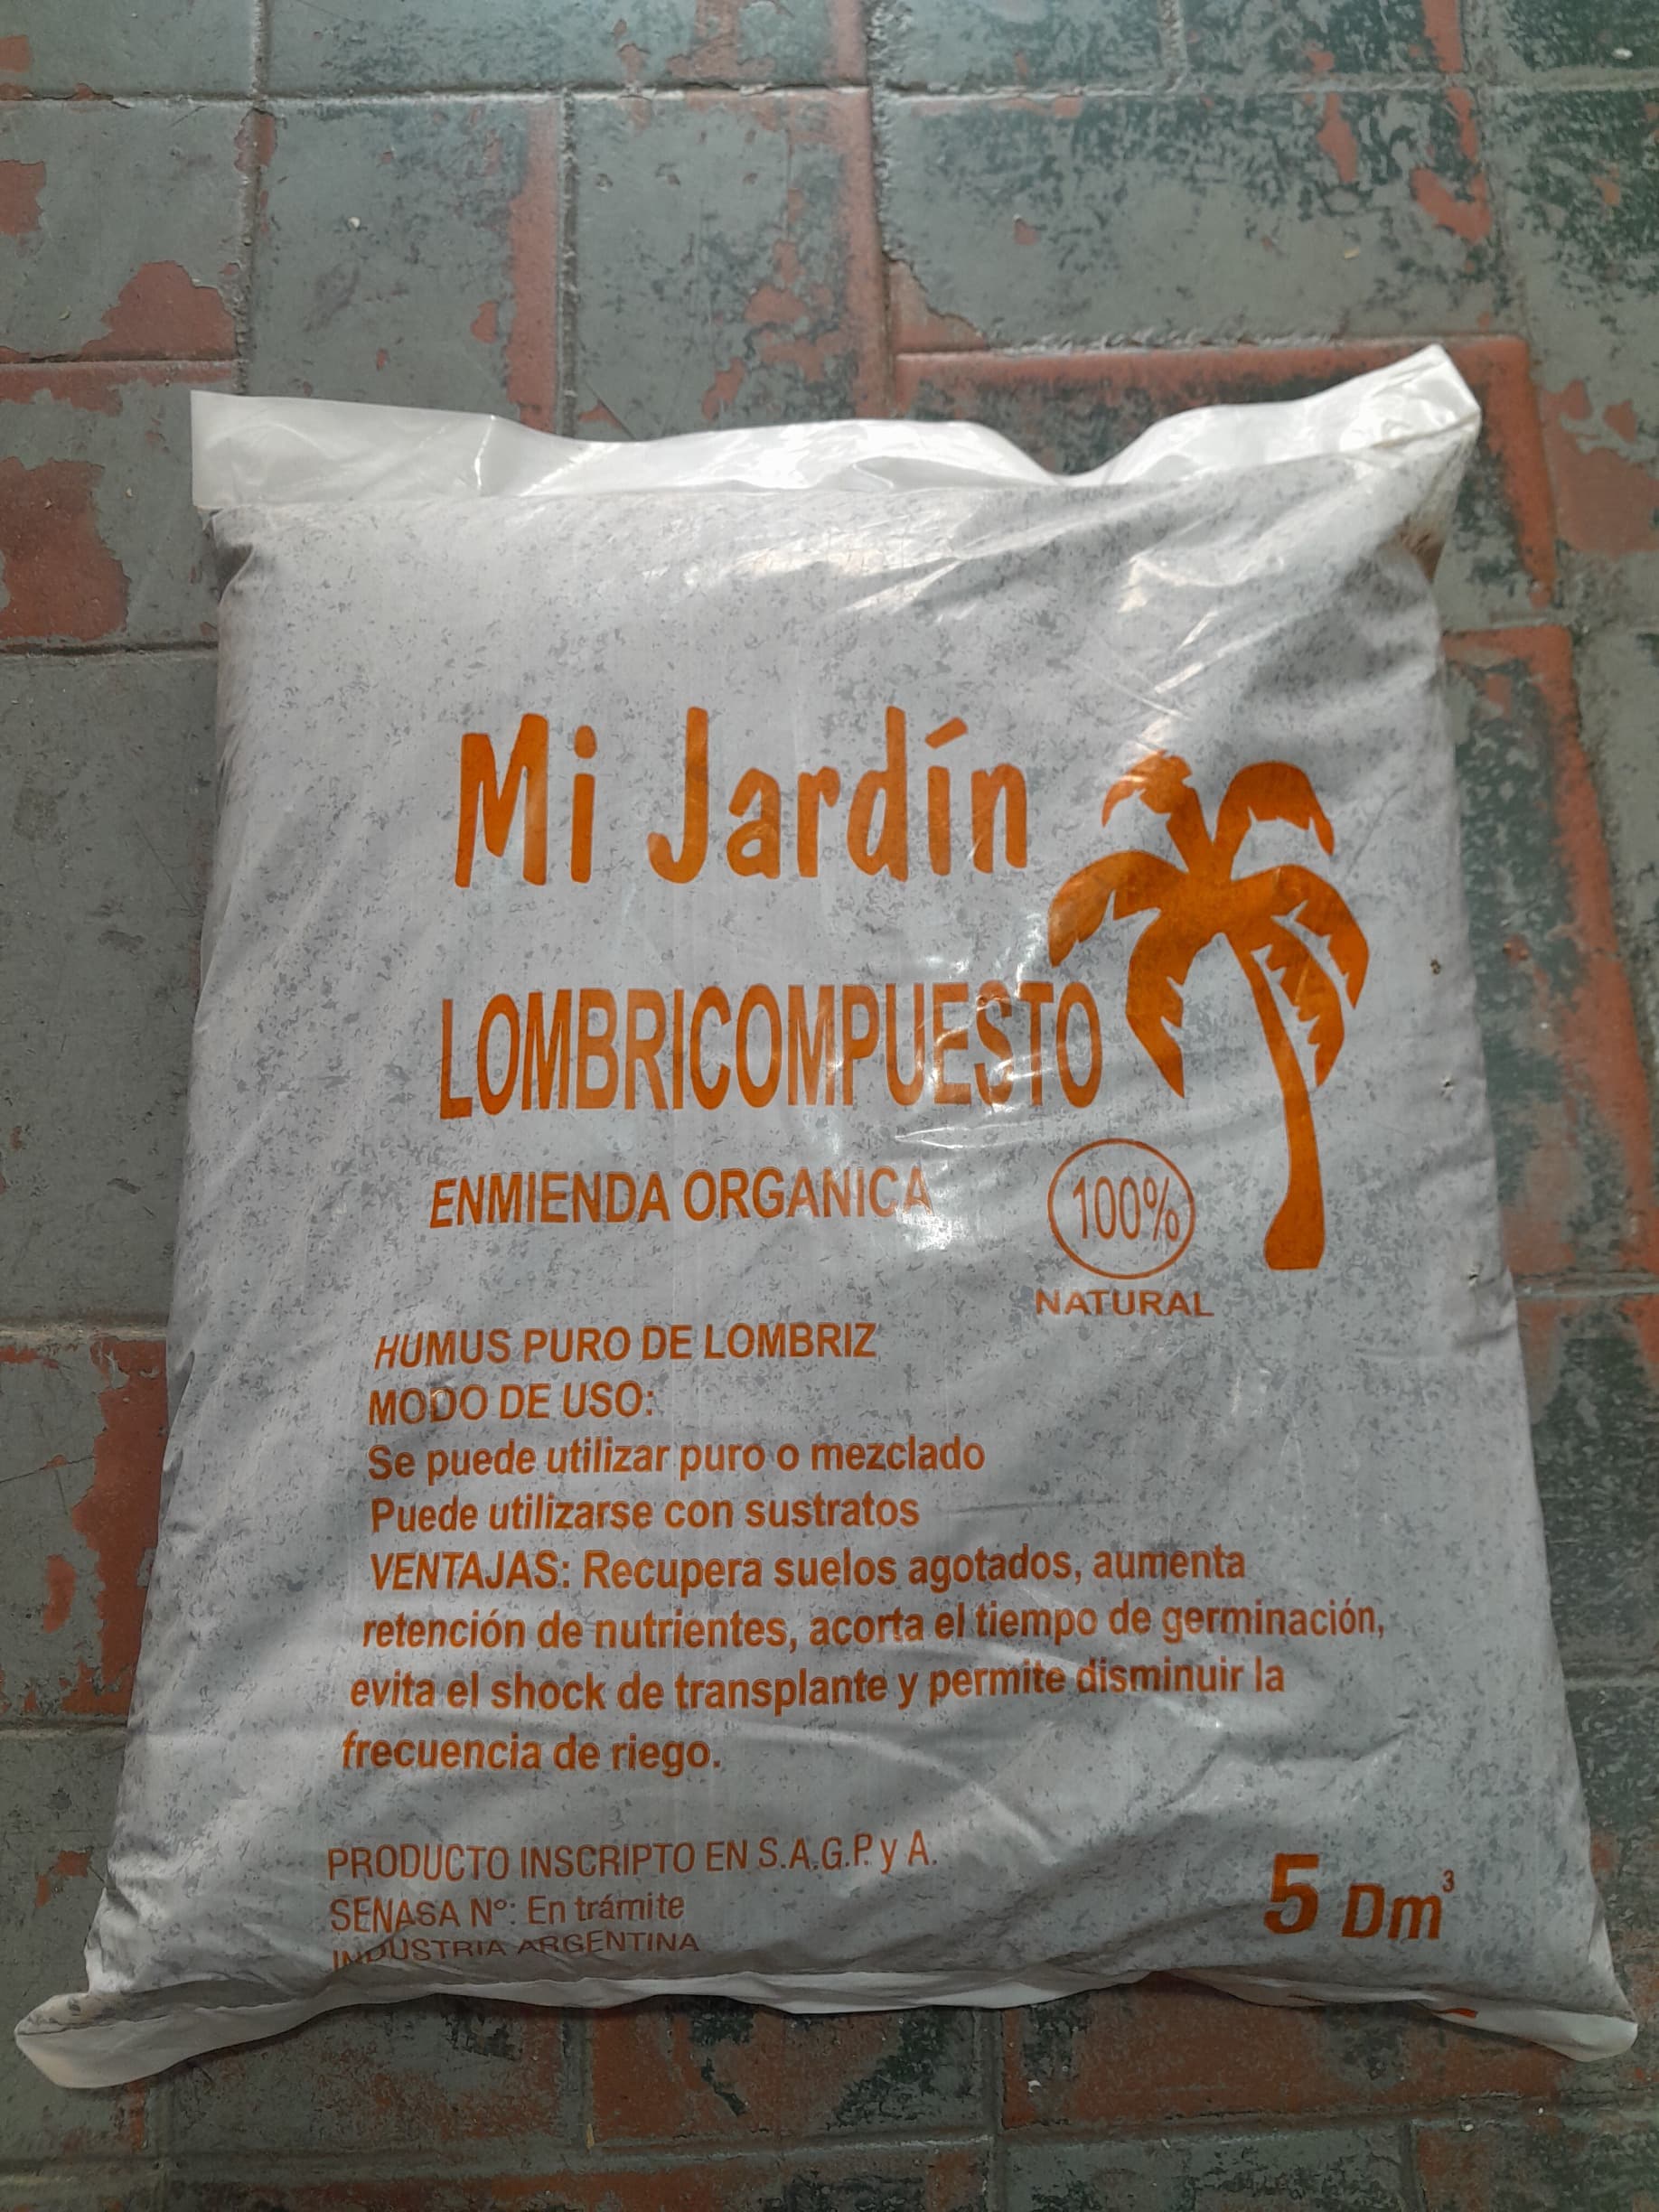 Mi Jardín
LOMBRICOMPUESTO
ENMIENDA ORGANICA
100%
NATURAL
HUMUS PURO DE LOMBRIZ
MODO DE USO:
Se puede utilizar puro o mezclado
Puede utilizarse con sustratos
VENTAJAS: Recupera suelos agotados, aumenta
retención de nutrientes, acorta el tiempo de germinación,
evita el shock de transplante y permite disminuir la
frecuencia de riego.
PRODUCTO INSCRIPTO EN S.A.G.P. y A.
SENASA Nº: En trámite
INDUSTRIA ARGENTINA
5 Dm³